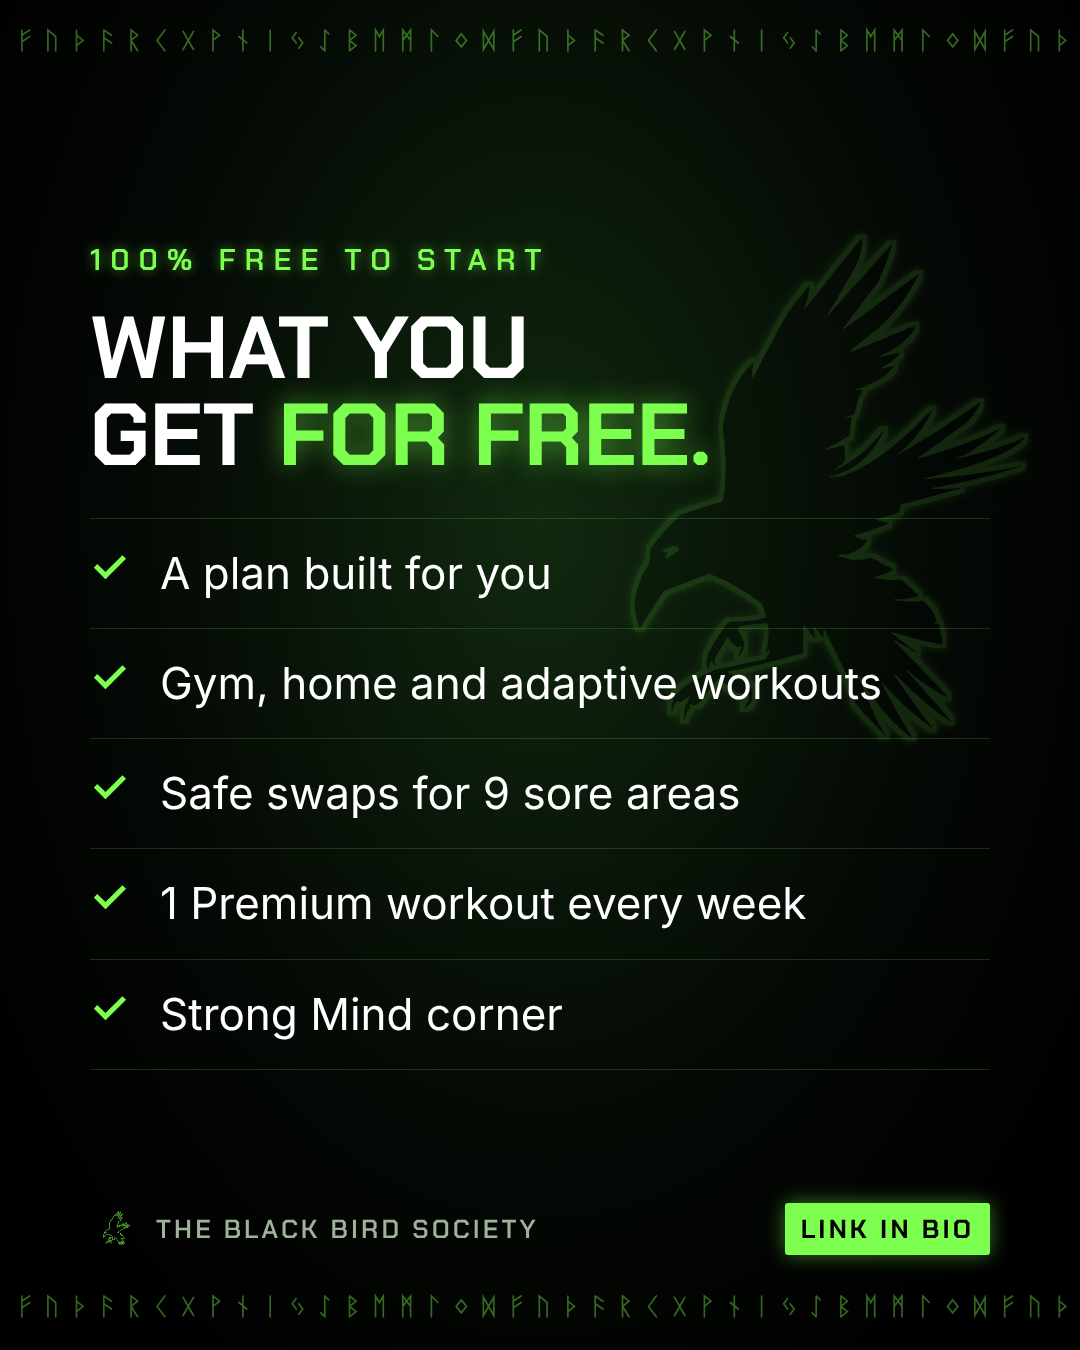 ᚠᚢᚦᚨᚱᚲᚷᚹᚾᛁᛃᛇᛒᛖᛗᛚᛜᛞᚠᚢᚦᚨᚱᚲᚷᚹᚾᛁᛃᛇᛒᛖᛗᛚᛜᛞᚠᚢᚦ
100% FREE TO START
WHAT YOU
GET FOR FREE.
A plan built for you
Gym, home and adaptive workouts
Safe swaps for 9 sore areas
1 Premium workout every week
Strong Mind corner
THE BLACK BIRD SOCIETY
LINK IN BIO
ᚠᚢᚦᚨᚱᚲᚷᚹᚾᛁᛃᛇᛒᛖᛗᛚᛜᛞᚠᚢᚦᚨᚱᚲᚷᚹᚾᛁᛃᛇᛒᛖᛗᛚᛜᛞᚠᚢᚦ